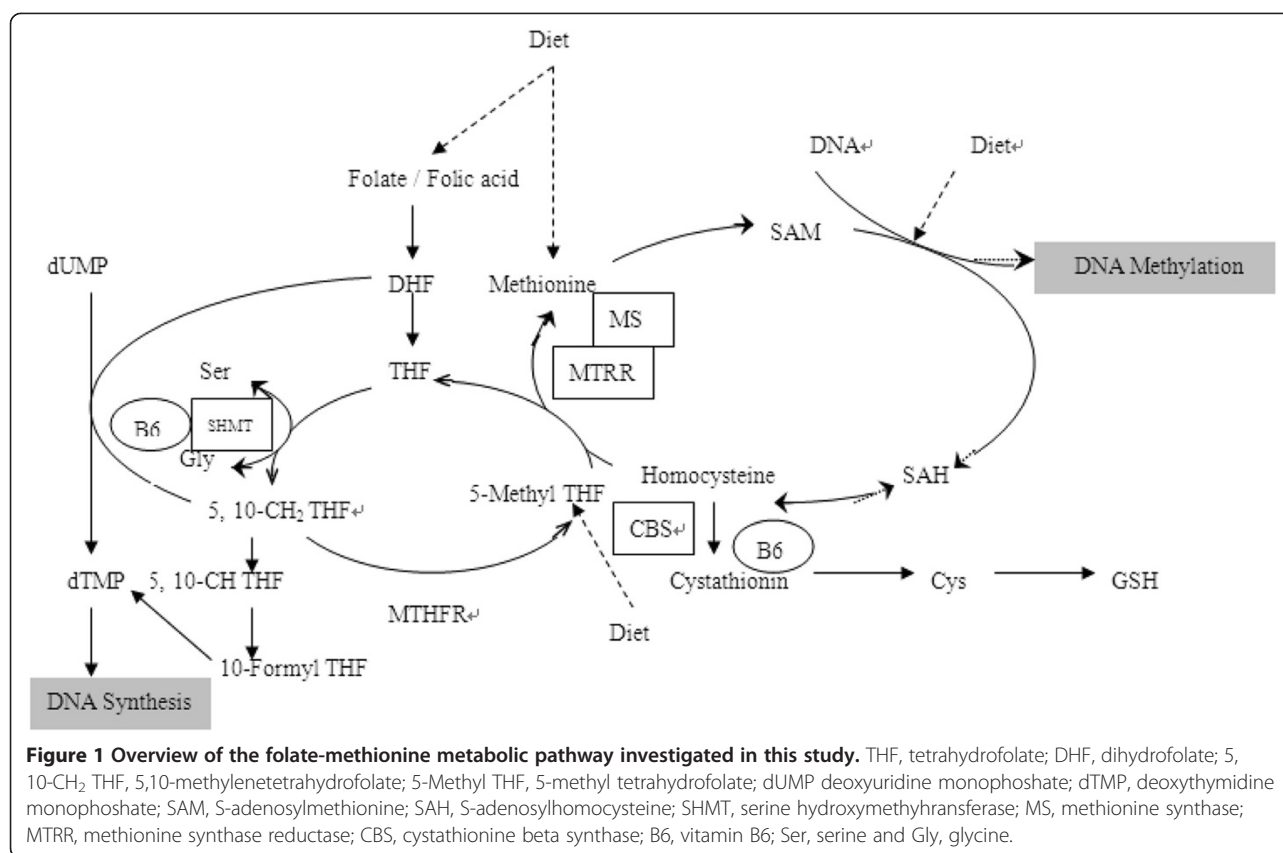 Diet
DNA↵ Diet↵
Folate / Folic acid
SAM
dUMP DHF Methionine DNA Methylation
MS
Ser THF MTRR
B6 SHMT
Gly
Homocysteine SAH
5-Methyl THF
5, 10-CH₂ THF↵ CBS↵ B6
dTMP 5, 10-CH THF Cystathionin Cys GSH
MTHFR↵
Diet
10-Formyl THF
DNA Synthesis
Figure 1 Overview of the folate-methionine metabolic pathway investigated in this study. THF, tetrahydrofolate; DHF, dihydrofolate; 5,
10-CH₂ THF, 5,10-methylenetetrahydrofolate; 5-Methyl THF, 5-methyl tetrahydrofolate; dUMP deoxyuridine monophoshate; dTMP, deoxythymidine
monophoshate; SAM, S-adenosylmethionine; SAH, S-adenosylhomocysteine; SHMT, serine hydroxymethyhransferase; MS, methionine synthase;
MTRR, methionine synthase reductase; CBS, cystathionine beta synthase; B6, vitamin B6; Ser, serine and Gly, glycine.